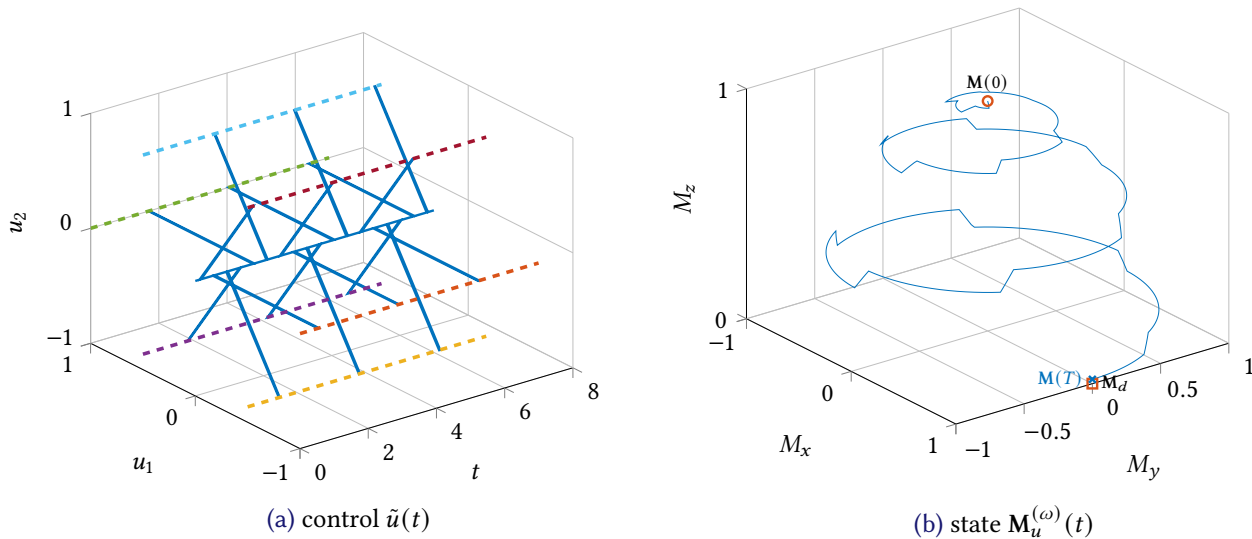 1
0
−1
u₂
1
0
−1
u₁
0
2
4
6
8
t
(a) control ũ(t)
1
0
M_z
−1
0
1
M_x
−1
−0.5
0
0.5
1
M_y
M(0)
M(T)
M_d
(b) state M_u^(ω)(t)